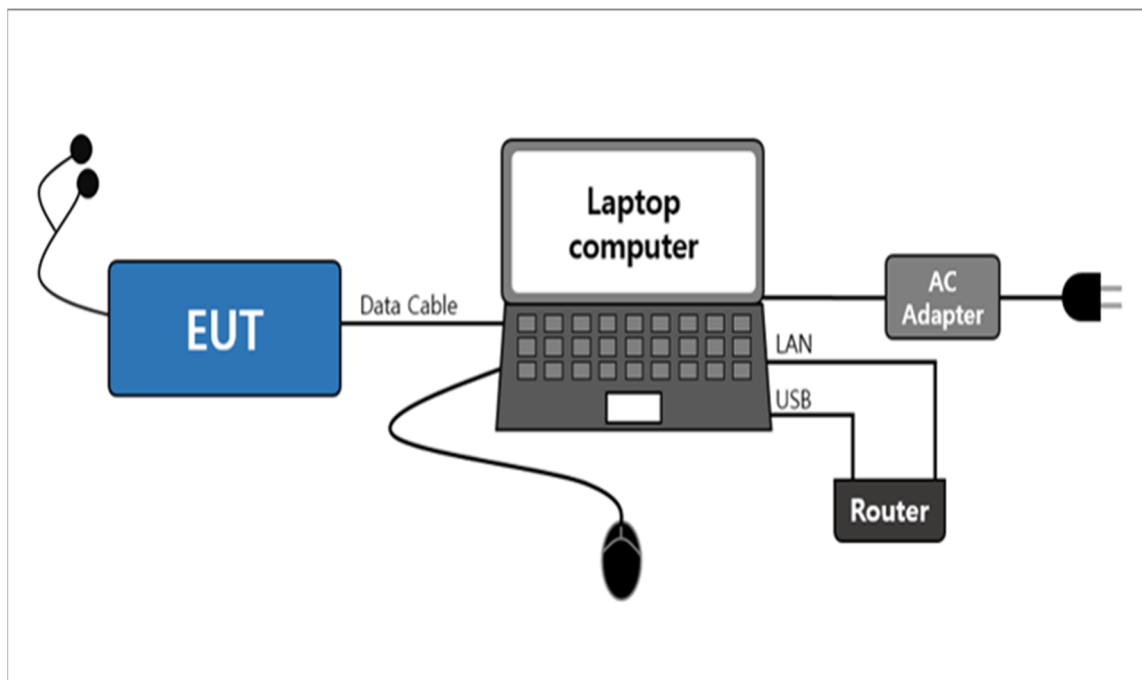 Laptop
computer
EUT
Data Cable
AC
Adapter
LAN
USB
Router